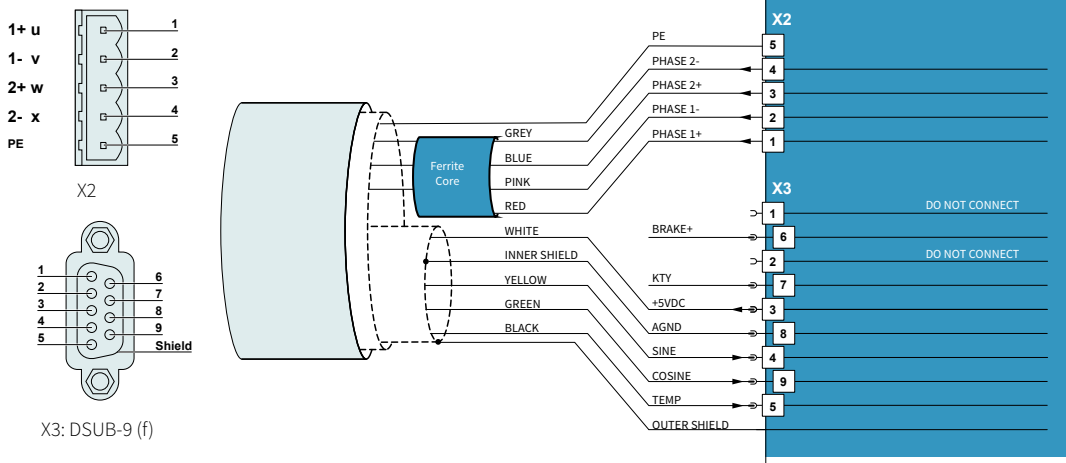 1+ u
1
1- v
2
2+ w
3
2- x
4
PE
5
X2
1
2
3
4
5
6
7
8
9
Shield
X3: DSUB-9 (f)
Ferrite
Core
GREY
BLUE
PINK
RED
WHITE
INNER SHIELD
YELLOW
GREEN
BLACK
X2
PE
5
PHASE 2-
4
PHASE 2+
3
PHASE 1-
2
PHASE 1+
1
X3
1
DO NOT CONNECT
BRAKE+
6
2
DO NOT CONNECT
KTY
7
+5VDC
3
AGND
8
SINE
4
COSINE
9
TEMP
5
OUTER SHIELD